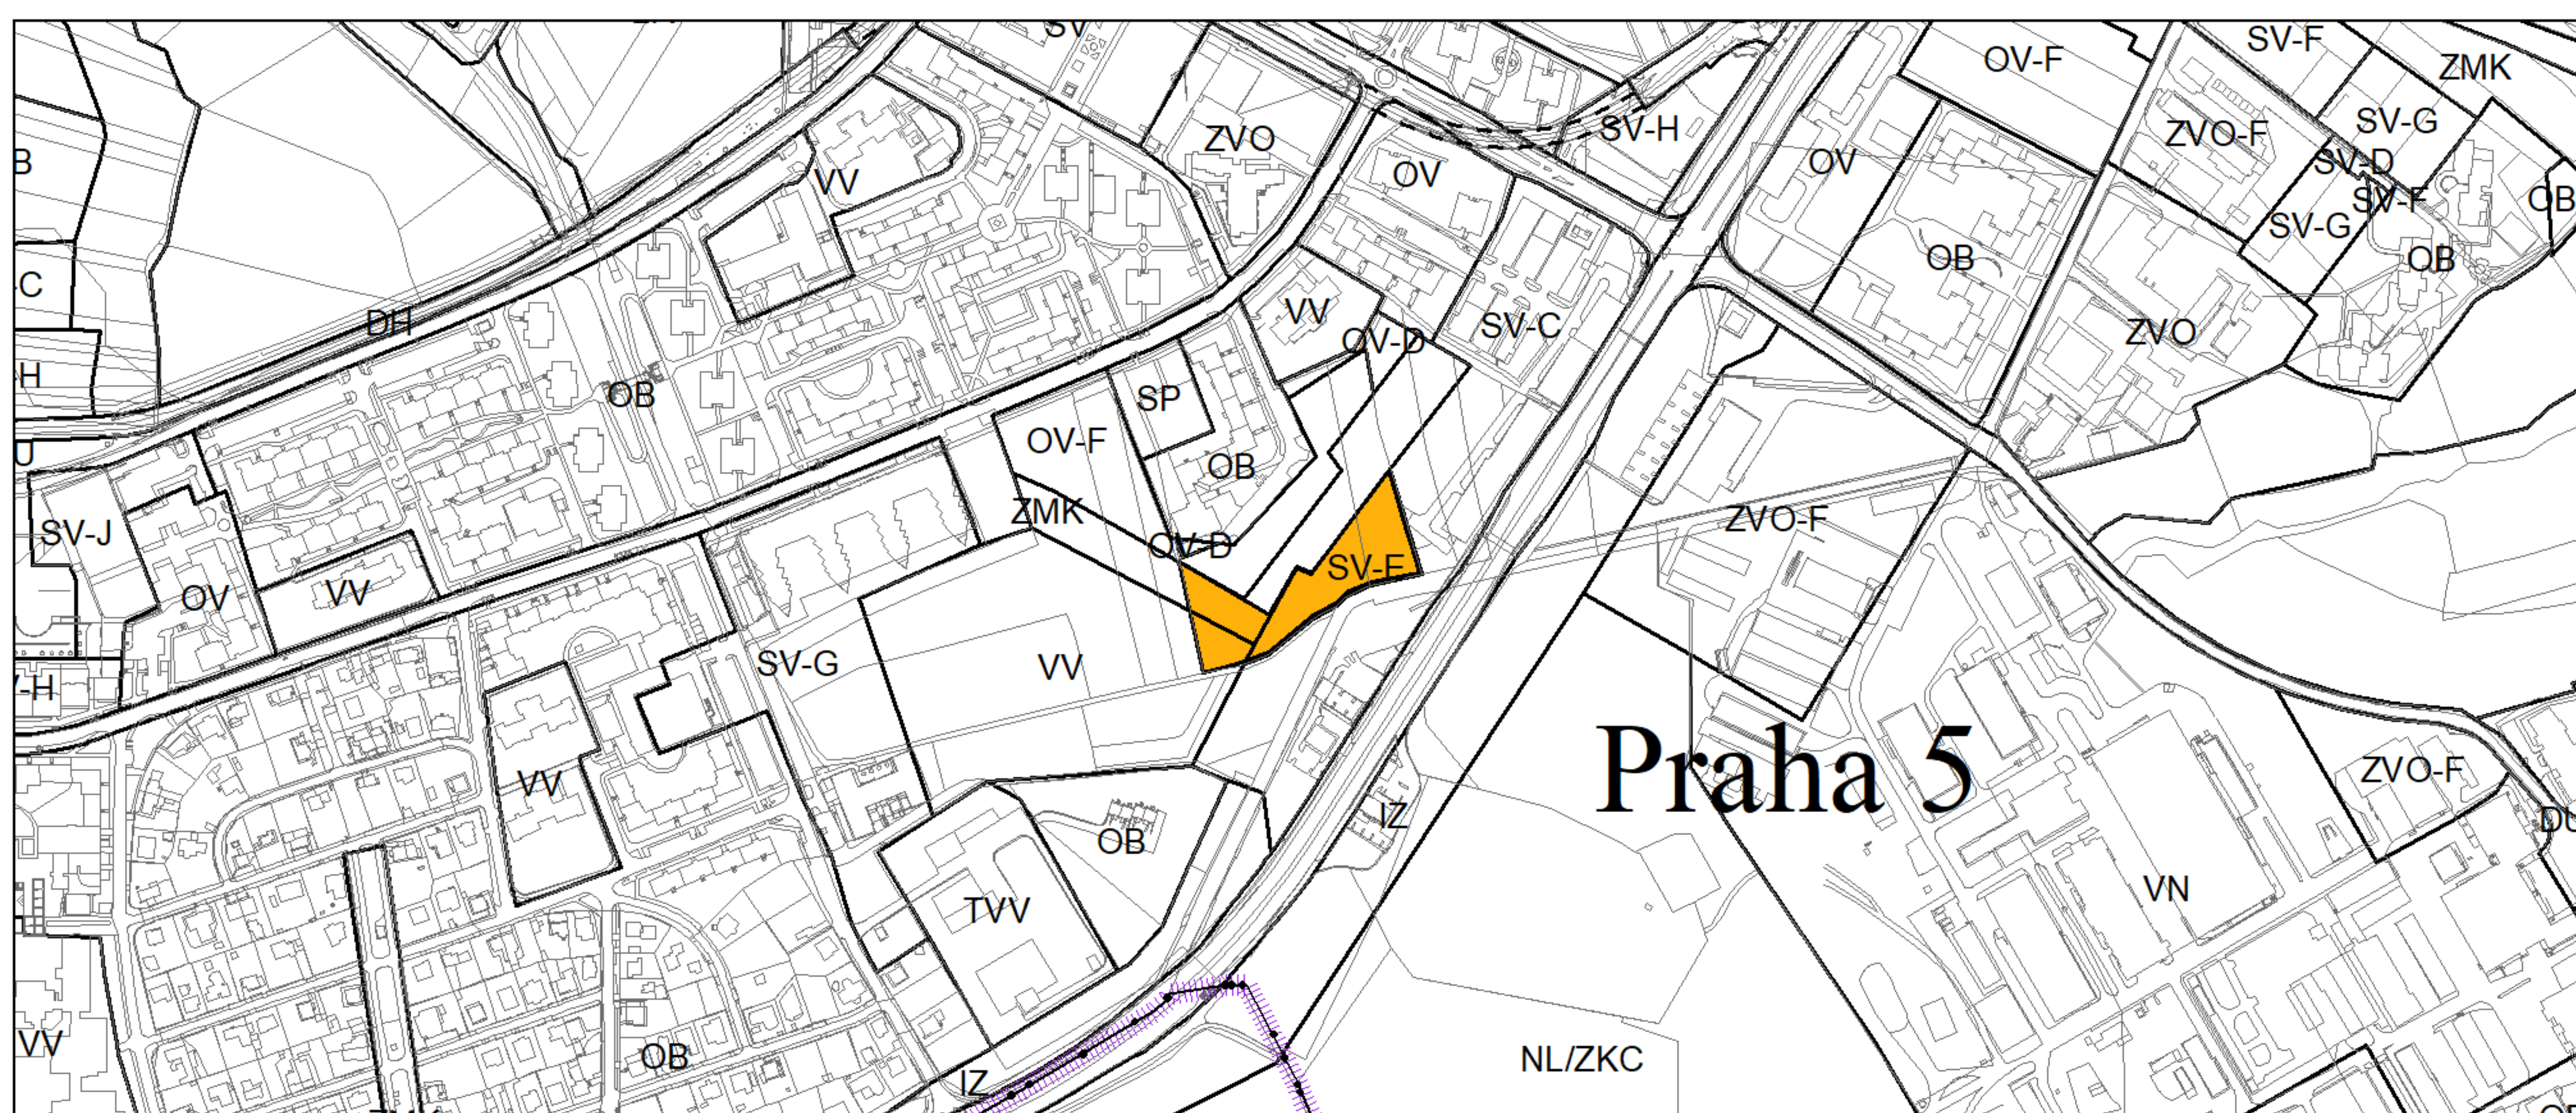 SV
SV-F
OV-F
ZMK
ZVO
SV-H
ZVO-F
SV-G
OV
OV
SV-D
B
VV
SV-F
OB
SV-G
OB
OB
C
VV
DH
SV-C
OV-D
ZVO
H
OB
SP
OV-F
OB
U
ZMK
ZVO-F
SV-J
OV-D
SV-F
VV
OV
SV-G
VV
-H
Praha 5
VV
ZVO-F
IZ
DU
OB
VN
TVV
VV
OB
NL/ZKC
IZ